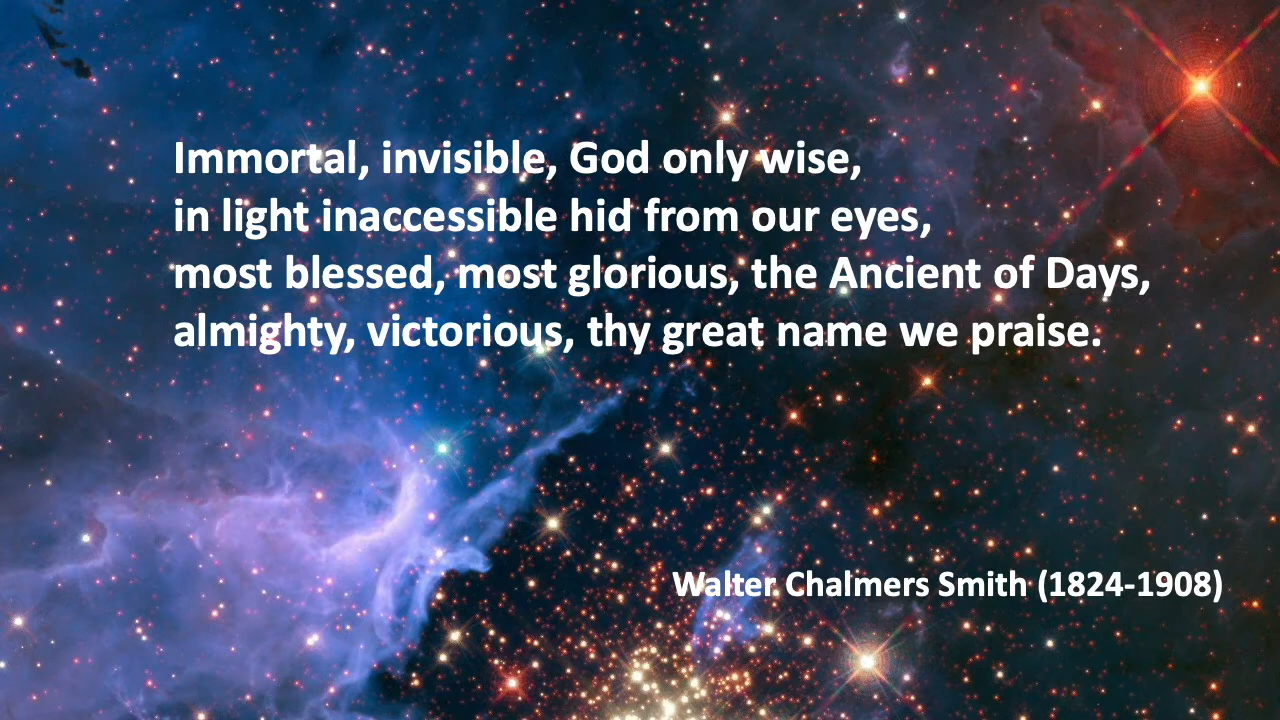 Immortal, invisible, God only wise,
in light inaccessible hid from our eyes,
most blessed, most glorious, the Ancient of Days,
almighty, victorious, thy great name we praise.
Walter Chalmers Smith (1824-1908)